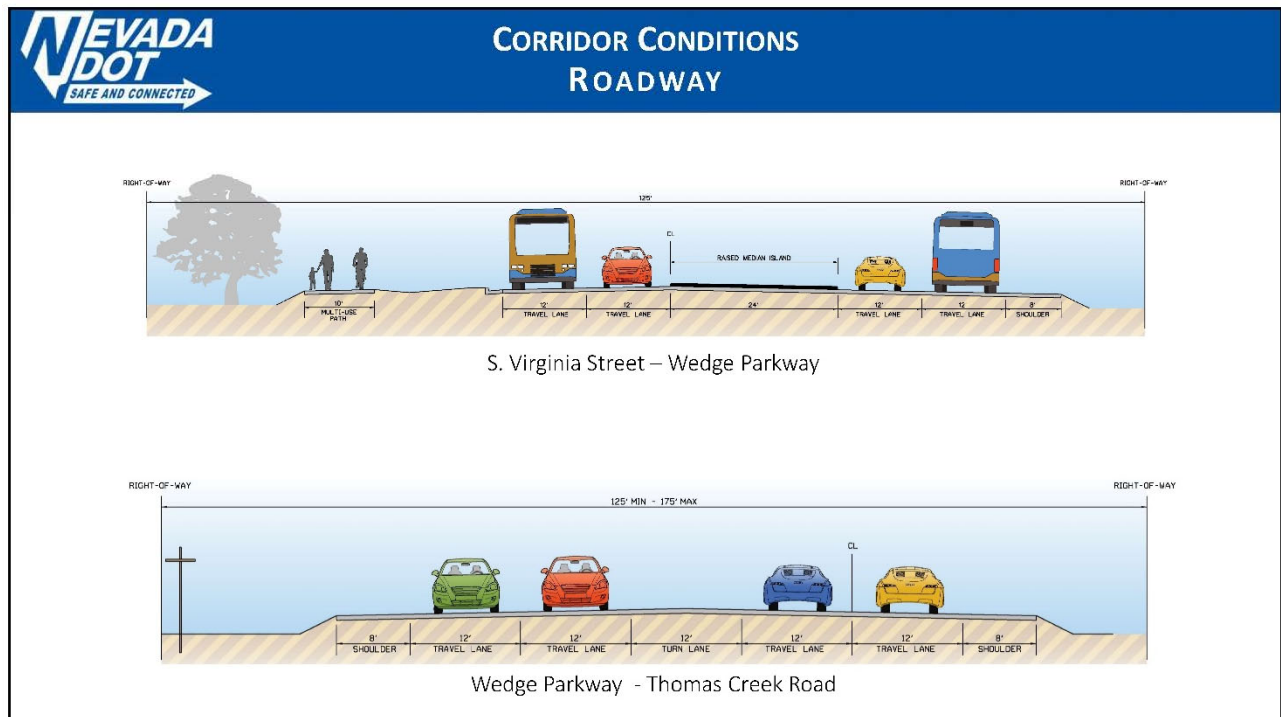 NEVADA
DOT
SAFE AND CONNECTED
CORRIDOR CONDITIONS
ROADWAY
RIGHT-OF-WAY
RIGHT-OF-WAY
125'
CL
RAISED MEDIAN ISLAND
10'
MULTI-USE
PATH
12'
TRAVEL LANE
12'
TRAVEL LANE
24'
12'
TRAVEL LANE
12
TRAVEL LANE
8'
SHOULDER
S. Virginia Street – Wedge Parkway
RIGHT-OF-WAY
RIGHT-OF-WAY
125' MIN - 175' MAX
CL
8'
SHOULDER
12'
TRAVEL LANE
12'
TRAVEL LANE
12'
TURN LANE
12'
TRAVEL LANE
12'
TRAVEL LANE
8'
SHOULDER
Wedge Parkway - Thomas Creek Road